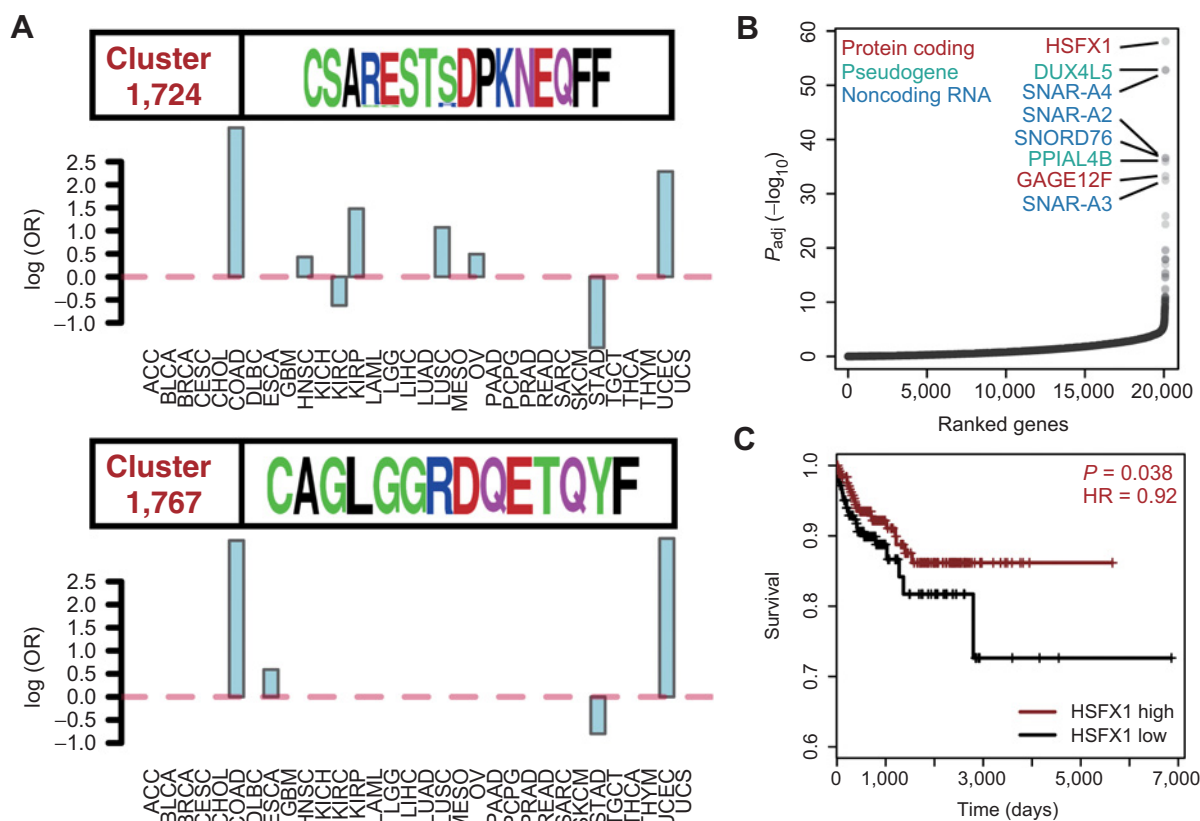 A
Cluster
1,724
CSARESTSDPKNEQFF
log (OR)
2.5
2.0
1.5
1.0
0.5
0.0
−0.5
−1.0
ACC
BLCA
BRCA
CESC
CHOL
COAD
DLBC
ESCA
GBM
HNSC
KICH
KIRC
KIRP
LAML
LGG
LIHC
LUAD
LUSC
MESO
OV
PAAD
PCPG
PRAD
READ
SARC
SKCM
STAD
TGCT
THCA
THYM
UCEC
UCS
Cluster
1,767
CAGLGGRDQETQYF
log (OR)
2.5
2.0
1.5
1.0
0.5
0.0
−0.5
−1.0
ACC
BLCA
BRCA
CESC
CHOL
COAD
DLBC
ESCA
GBM
HNSC
KICH
KIRC
KIRP
LAML
LGG
LIHC
LUAD
LUSC
MESO
OV
PAAD
PCPG
PRAD
READ
SARC
SKCM
STAD
TGCT
THCA
THYM
UCEC
UCS
B
Protein coding
Pseudogene
Noncoding RNA
HSFX1
DUX4L5
SNAR-A4
SNAR-A2
SNORD76
PPIAL4B
GAGE12F
SNAR-A3
Padj (−log10)
60
50
40
30
20
10
0
0 5,000 10,000 15,000 20,000
Ranked genes
C
P = 0.038
HR = 0.92
Survival
1.0
0.9
0.8
0.7
0.6
HSFX1 high
HSFX1 low
0 1,000 3,000 5,000 7,000
Time (days)